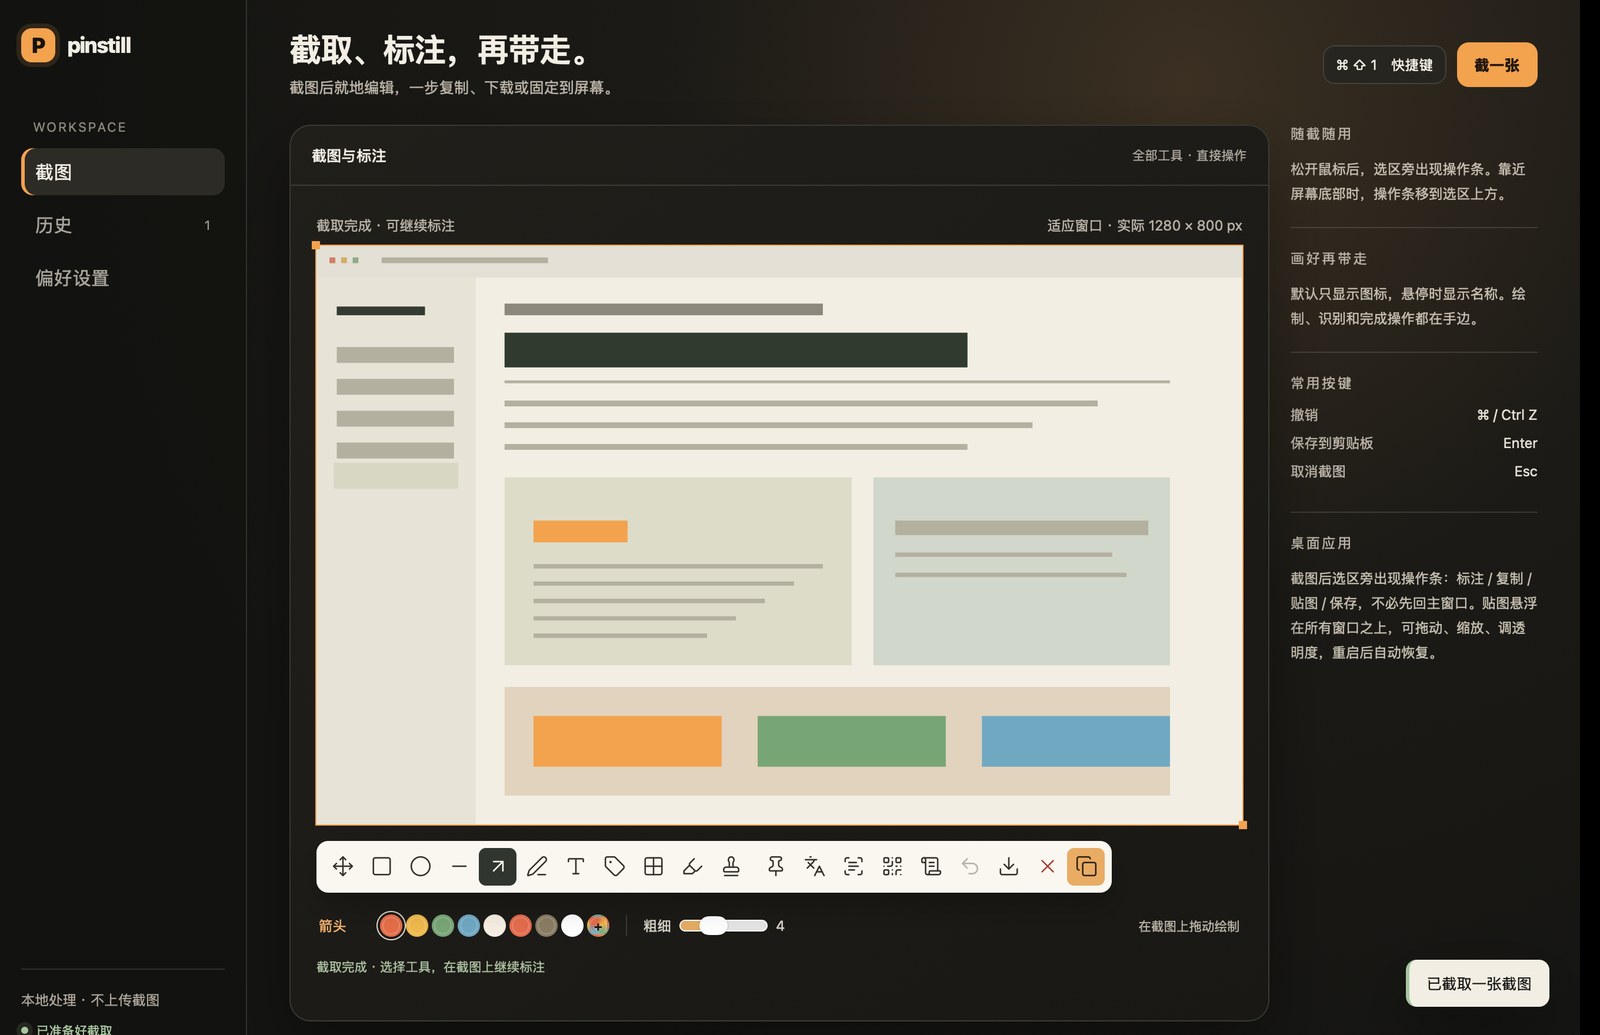 P pinstill
WORKSPACE
截图
历史 1
偏好设置
本地处理 · 不上传截图
已准备好截取
截取、标注，再带走。
截图后就地编辑，一步复制、下载或固定到屏幕。
⌘ ⇧ 1 快捷键
截一张
截图与标注
全部工具 · 直接操作
截取完成 · 可继续标注
适应窗口 · 实际 1280 × 800 px
箭头
粗细
4
在截图上拖动绘制
截取完成 · 选择工具，在截图上继续标注
随截随用
松开鼠标后，选区旁出现操作条。靠近
屏幕底部时，操作条移到选区上方。
画好再带走
默认只显示图标，悬停时显示名称。绘
制、识别和完成操作都在手边。
常用按键
撤销 ⌘ / Ctrl Z
保存到剪贴板 Enter
取消截图 Esc
桌面应用
截图后选区旁出现操作条：标注 / 复制 /
贴图 / 保存，不必先回主窗口。贴图悬浮
在所有窗口之上，可拖动、缩放、调透
明度，重启后自动恢复。
已截取一张截图